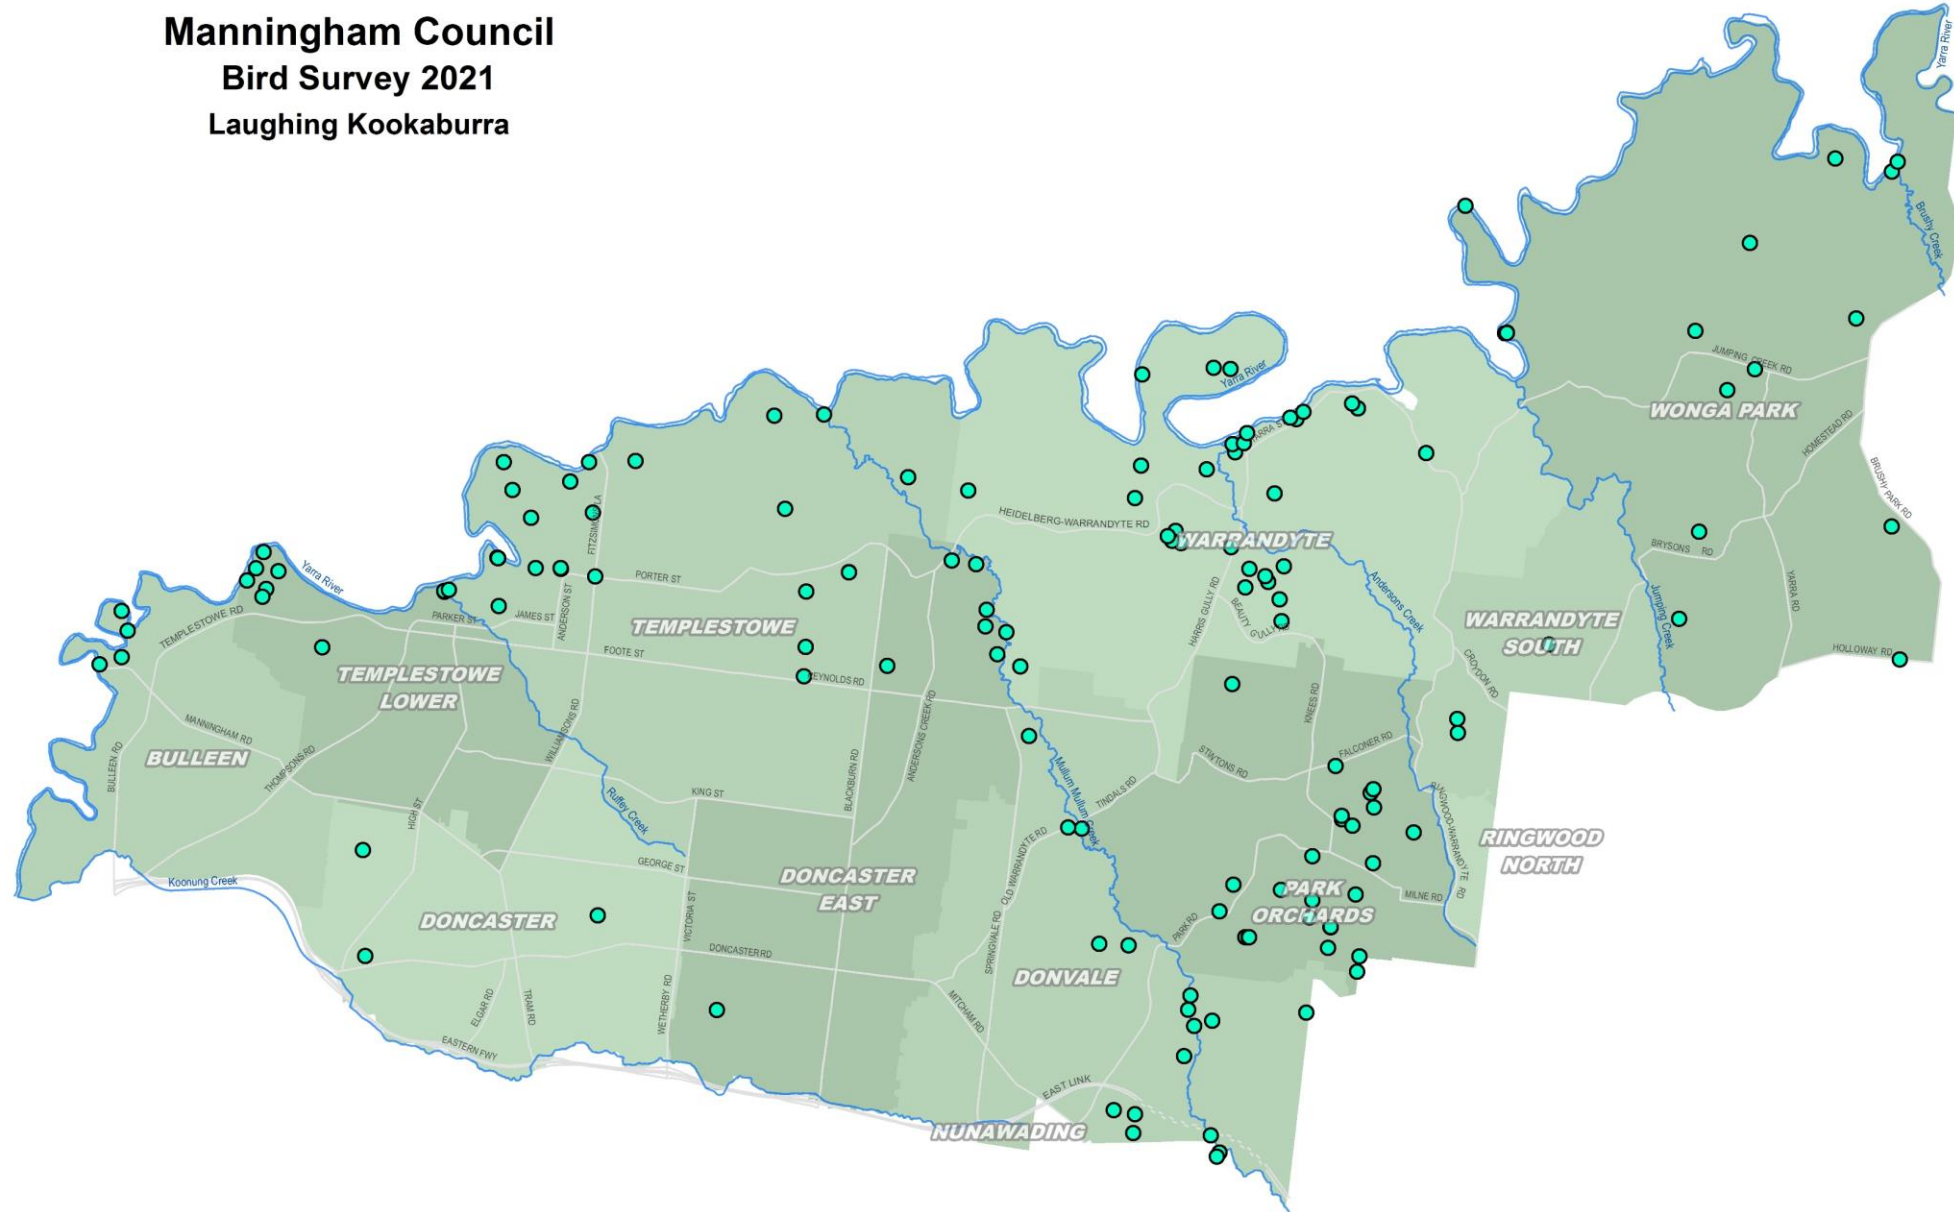 Manningham Council
Bird Survey 2021
Laughing Kookaburra
Yarra River
Brushy Creek
JUMPING CREEK RD
WONGA PARK
HOMESTEAD RD
BRUSHY PARK RD
BRYSONS RD
YARRA RD
HOLLOWAY RD
Jumping Creek
Yarra River
HEIDELBERG-WARRANDYTE RD
WARRANDYTE
HARRIS GULLY RD
BEAUTY GULLY RD
Andersons Creek
WARRANDYTE
SOUTH
CROYDON RD
Yarra River
TEMPLESTOWE RD
PARKER ST
JAMES ST
ANDERSON ST
PORTER ST
TEMPLESTOWE
FOOTE ST
REYNOLDS RD
TEMPLESTOWE
LOWER
MANNINGHAM RD
BULLEEN
BULLEEN RD
THOMPSONS RD
WILLIAMSONS RD
HIGH ST
Ruffey Creek
KING ST
BLACKBURN RD
ANDERSONS CREEK RD
Mullum Mullum Creek
TINDALS RD
STINTONS RD
KNEES RD
FALCONER RD
RINGWOOD-WARRANDYTE RD
RINGWOOD
NORTH
GEORGE ST
Koonung Creek
DONCASTER
DONCASTER
EAST
OLD WARRANDYTE RD
PARK
ORCHARDS
MILNE RD
PARK RD
VICTORIA ST
DONCASTER RD
SPRINGVALE RD
DONVALE
MITCHAM RD
ELGAR RD
TRAM RD
WETHERBY RD
EASTERN FWY
EAST LINK
NUNAWADING